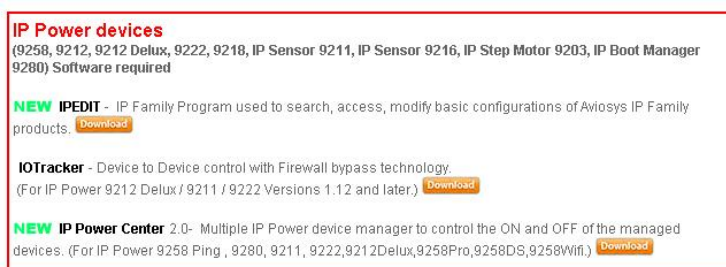 IP Power devices
(9258, 9212, 9212 Delux, 9222, 9218, IP Sensor 9211, IP Sensor 9216, IP Step Motor 9203, IP Boot Manager
9280) Software required
NEW IPEDIT - IP Family Program used to search, access, modify basic configurations of Aviosys IP Family
products. Download
IOTracker - Device to Device control with Firewall bypass technology.
(For IP Power 9212 Delux / 9211 / 9222 Versions 1.12 and later.) Download
NEW IP Power Center 2.0- Multiple IP Power device manager to control the ON and OFF of the managed
devices. (For IP Power 9258 Ping , 9280, 9211, 9222,9212Delux,9258Pro,9258DS,9258Wifi.) Download